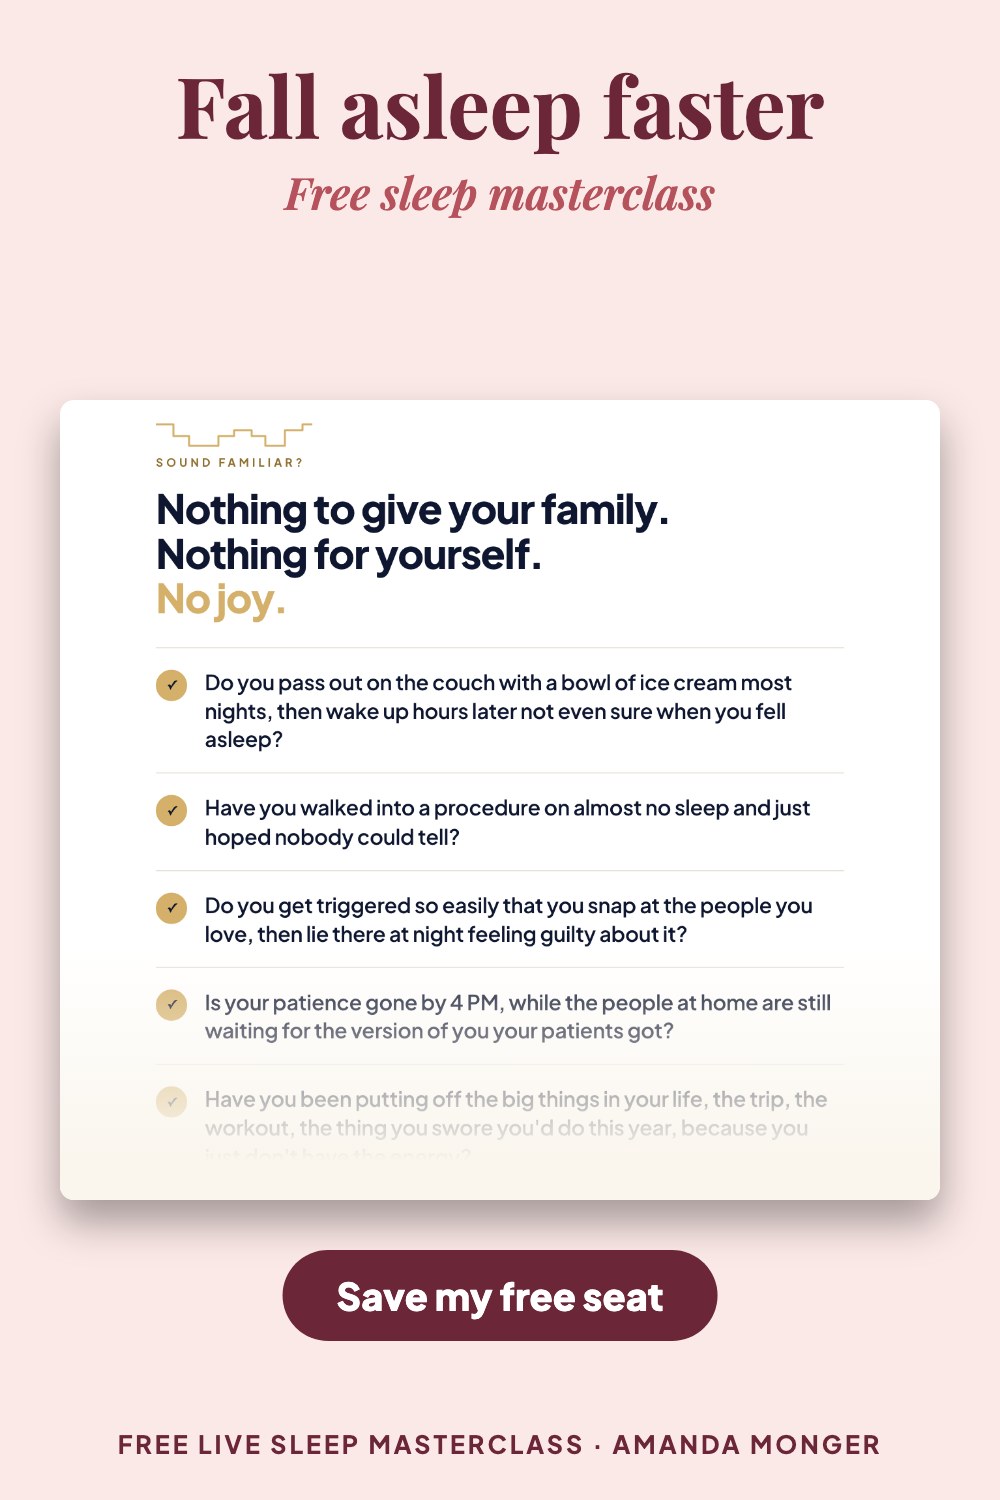 Fall asleep faster
Free sleep masterclass
SOUND FAMILIAR?
Nothing to give your family.
Nothing for yourself.
No joy.
Do you pass out on the couch with a bowl of ice cream most
nights, then wake up hours later not even sure when you fell
asleep?
Have you walked into a procedure on almost no sleep and just
hoped nobody could tell?
Do you get triggered so easily that you snap at the people you
love, then lie there at night feeling guilty about it?
Is your patience gone by 4 PM, while the people at home are still
waiting for the version of you your patients got?
Have you been putting off the big things in your life, the trip, the
workout, the thing you swore you'd do this year, because you
just don't have the energy?
Save my free seat
FREE LIVE SLEEP MASTERCLASS · AMANDA MONGER